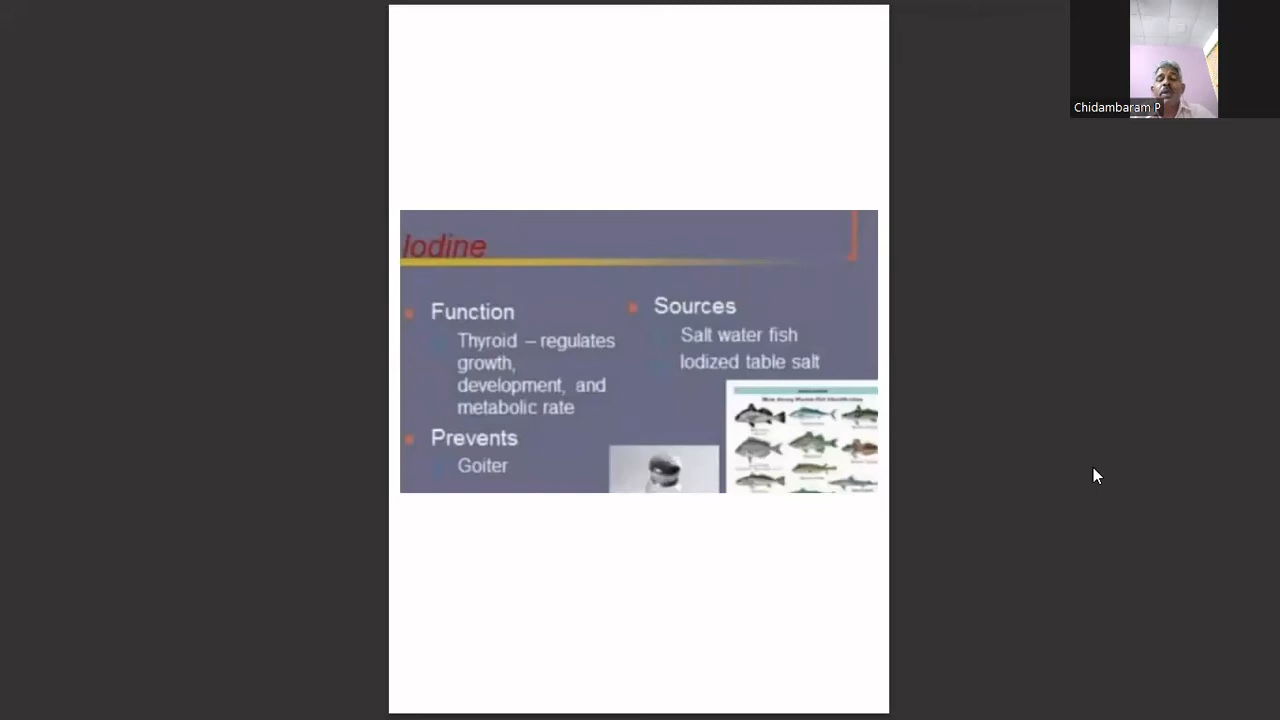 Chidambaram P
Iodine
Function
Thyroid – regulates
growth,
development, and
metabolic rate
Prevents
Goiter
Sources
Salt water fish
Iodized table salt